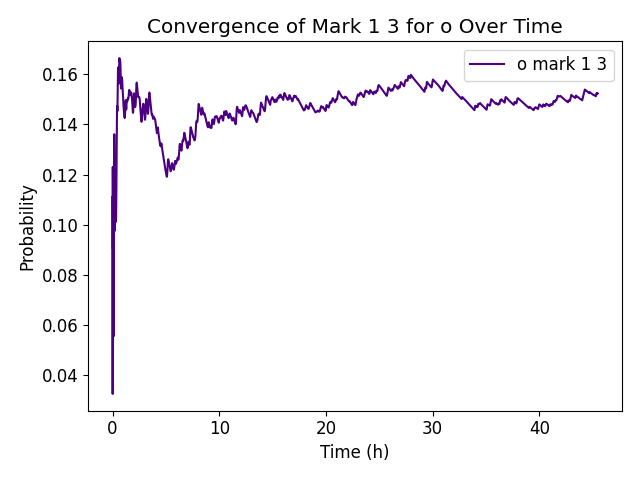 Convergence of Mark 1 3 for o Over Time
o mark 1 3
Probability
0.16
0.14
0.12
0.10
0.08
0.06
0.04
0 10 20 30 40
Time (h)